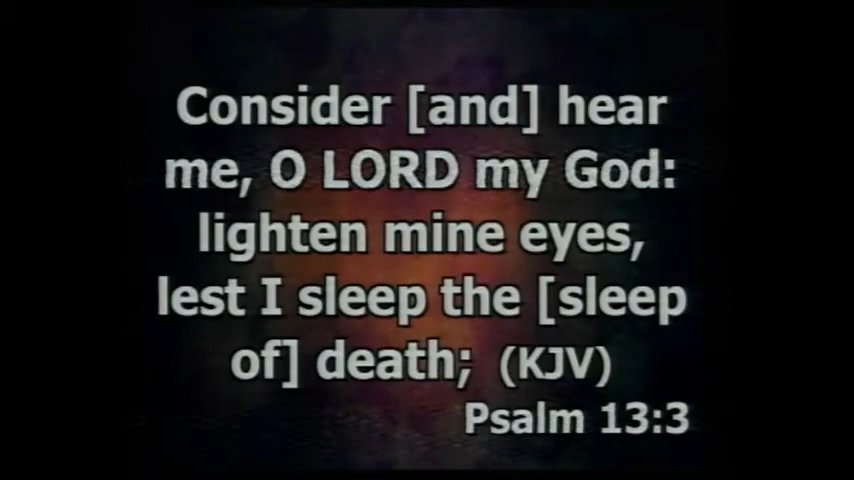 Consider [and] hear
me, O LORD my God:
lighten mine eyes,
lest I sleep the [sleep
of] death; (KJV)
Psalm 13:3